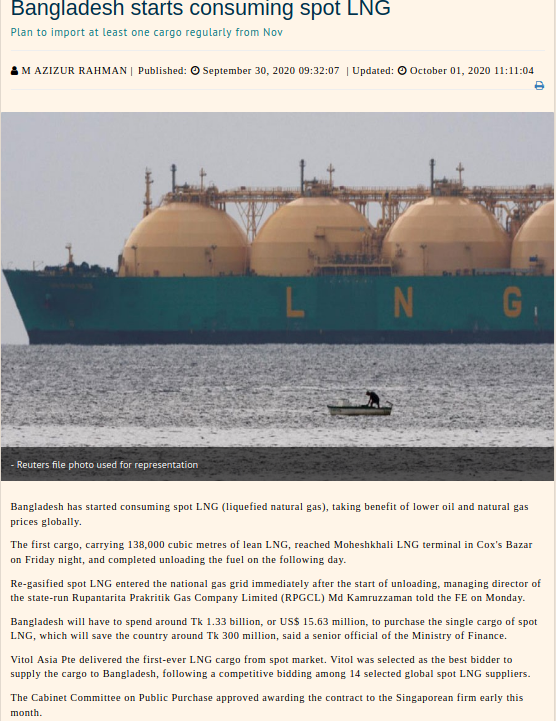 Bangladesh starts consuming spot LNG
Plan to import at least one cargo regularly from Nov
M AZIZUR RAHMAN | Published: September 30, 2020 09:32:07 | Updated: October 01, 2020 11:11:04
L N G
- Reuters file photo used for representation
Bangladesh has started consuming spot LNG (liquefied natural gas), taking benefit of lower oil and natural gas
prices globally.
The first cargo, carrying 138,000 cubic metres of lean LNG, reached Moheshkhali LNG terminal in Cox's Bazar
on Friday night, and completed unloading the fuel on the following day.
Re-gasified spot LNG entered the national gas grid immediately after the start of unloading, managing director of
the state-run Rupantarita Prakritik Gas Company Limited (RPGCL) Md Kamruzzaman told the FE on Monday.
Bangladesh will have to spend around Tk 1.33 billion, or US$ 15.63 million, to purchase the single cargo of spot
LNG, which will save the country around Tk 300 million, said a senior official of the Ministry of Finance.
Vitol Asia Pte delivered the first-ever LNG cargo from spot market. Vitol was selected as the best bidder to
supply the cargo to Bangladesh, following a competitive bidding among 14 selected global spot LNG suppliers.
The Cabinet Committee on Public Purchase approved awarding the contract to the Singaporean firm early this
month.